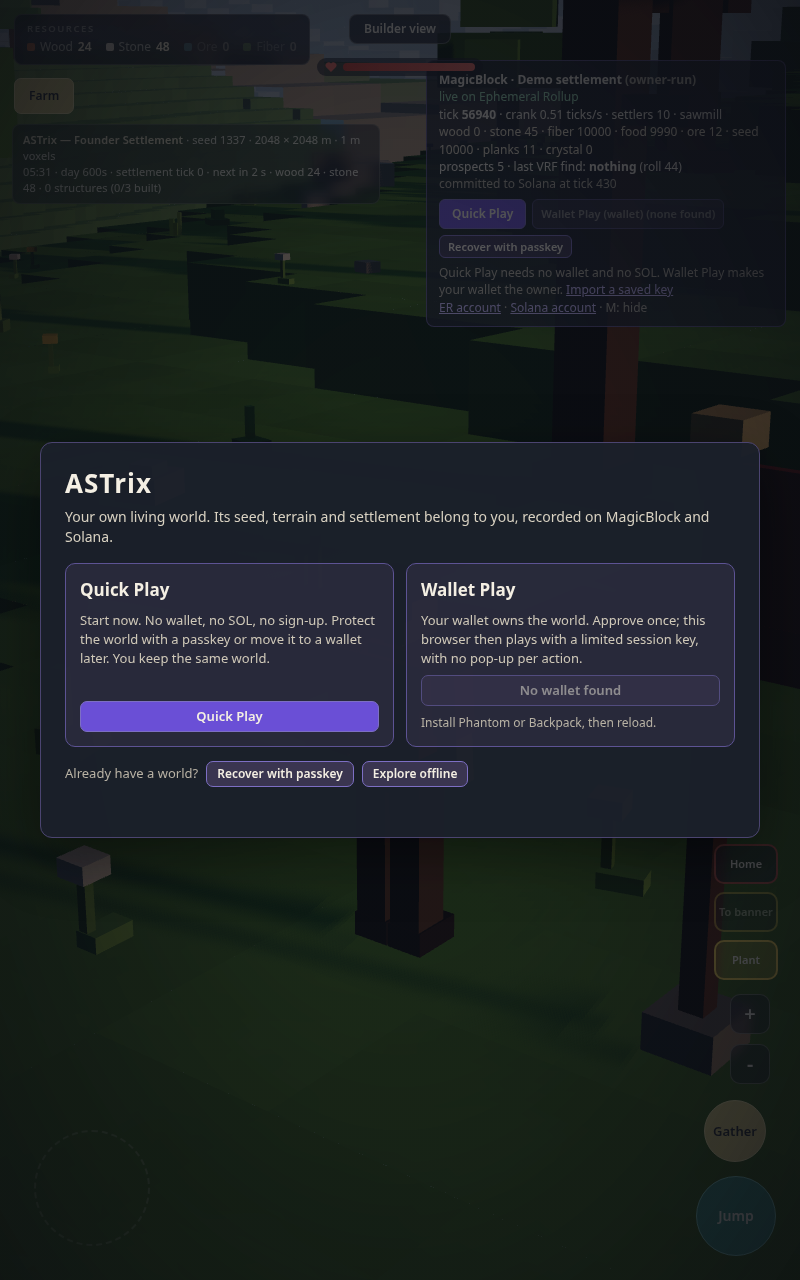 RESOURCES
Wood 24 Stone 48 Ore 0 Fiber 0
Builder view
Farm
ASTrix — Founder Settlement · seed 1337 · 2048 × 2048 m · 1 m
voxels
05:31 · day 600s · settlement tick 0 · next in 2 s · wood 24 · stone
48 · 0 structures (0/3 built)
MagicBlock · Demo settlement (owner-run)
live on Ephemeral Rollup
tick 56940 · crank 0.51 ticks/s · settlers 10 · sawmill
wood 0 · stone 45 · fiber 10000 · food 9990 · ore 12 · seed
10000 · planks 11 · crystal 0
prospects 5 · last VRF find: nothing (roll 44)
committed to Solana at tick 430
Quick Play Wallet Play (wallet) (none found)
Recover with passkey
Quick Play needs no wallet and no SOL. Wallet Play makes
your wallet the owner. Import a saved key
ER account · Solana account · M: hide
ASTrix
Your own living world. Its seed, terrain and settlement belong to you, recorded on MagicBlock and
Solana.
Quick Play
Start now. No wallet, no SOL, no sign-up. Protect
the world with a passkey or move it to a wallet
later. You keep the same world.
Quick Play
Wallet Play
Your wallet owns the world. Approve once; this
browser then plays with a limited session key,
with no pop-up per action.
No wallet found
Install Phantom or Backpack, then reload.
Already have a world? Recover with passkey Explore offline
Home
To banner
Plant
+
-
Gather
Jump